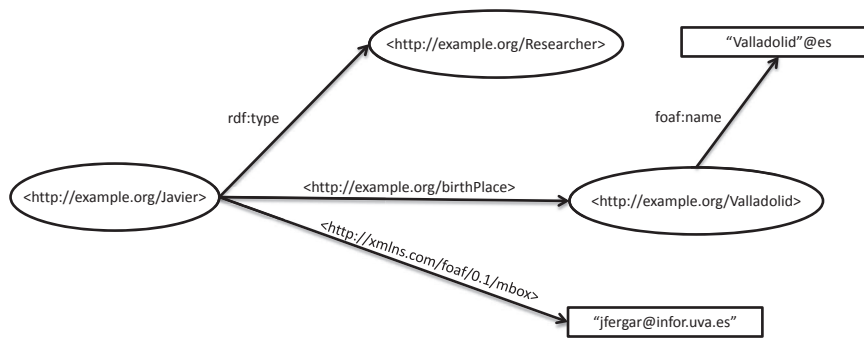 <http://example.org/Researcher>
“Valladolid”@es
rdf:type
foaf:name
<http://example.org/Javier>
<http://example.org/birthPlace>
<http://example.org/Valladolid>
<http://xmlns.com/foaf/0.1/mbox>
“jfergar@infor.uva.es”